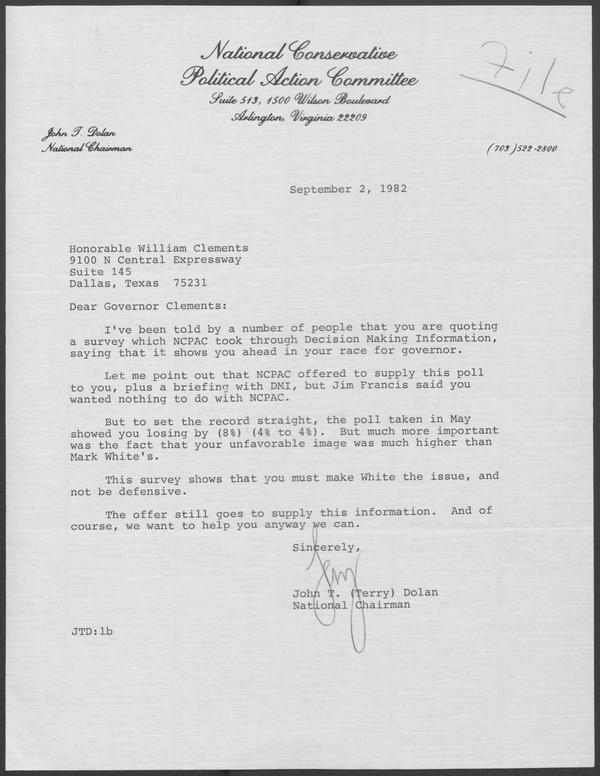 National Conservative
Political Action Committee
Suite 513, 1500 Wilson Boulevard
Arlington, Virginia 22209
File
John T. Dolan
National Chairman
(703) 522-2800
September 2, 1982
Honorable William Clements
9100 N Central Expressway
Suite 145
Dallas, Texas 75231
Dear Governor Clements:
I've been told by a number of people that you are quoting
a survey which NCPAC took through Decision Making Information,
saying that it shows you ahead in your race for governor.
Let me point out that NCPAC offered to supply this poll
to you, plus a briefing with DMI, but Jim Francis said you
wanted nothing to do with NCPAC.
But to set the record straight, the poll taken in May
showed you losing by (8%) (4% to 4%). But much more important
was the fact that your unfavorable image was much higher than
Mark White's.
This survey shows that you must make White the issue, and
not be defensive.
The offer still goes to supply this information. And of
course, we want to help you anyway we can.
Sincerely,
Terry
John T. (Terry) Dolan
National Chairman
JTD:lb